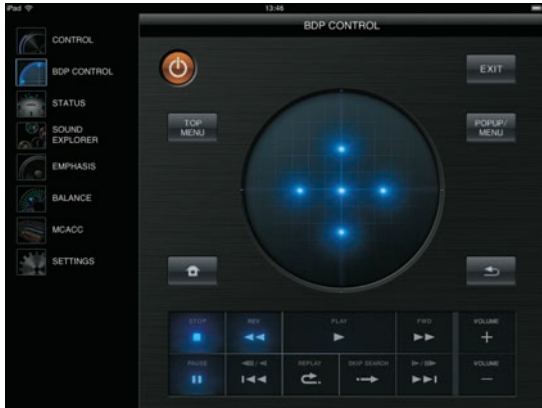 iPad
13:46
BDP CONTROL
CONTROL
BDP CONTROL
STATUS
SOUND
EXPLORER
EMPHASIS
BALANCE
MCACC
SETTINGS
EXIT
TOP
MENU
POPUP/
MENU
STOP
REV
PLAY
FWD
VOLUME
+
PAUSE
REPLAY
SKIP SEARCH
VOLUME
−